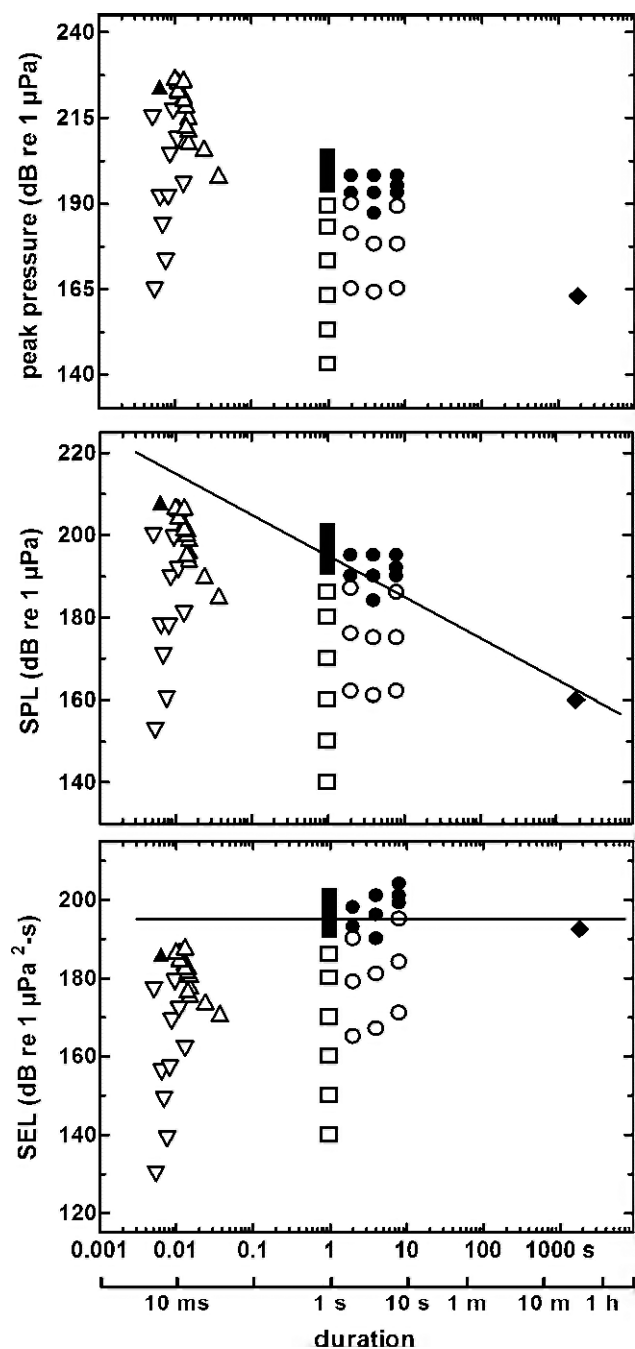 peak pressure (dB re 1 µPa)
240
215
190
165
140
SPL (dB re 1 µPa)
220
200
180
160
140
SEL (dB re 1 µPa ²-s)
200
180
160
140
120
0.001 0.01 0.1 1 10 100 1000 s
10 ms 1 s 10 s 1 m 10 m 1 h
duration